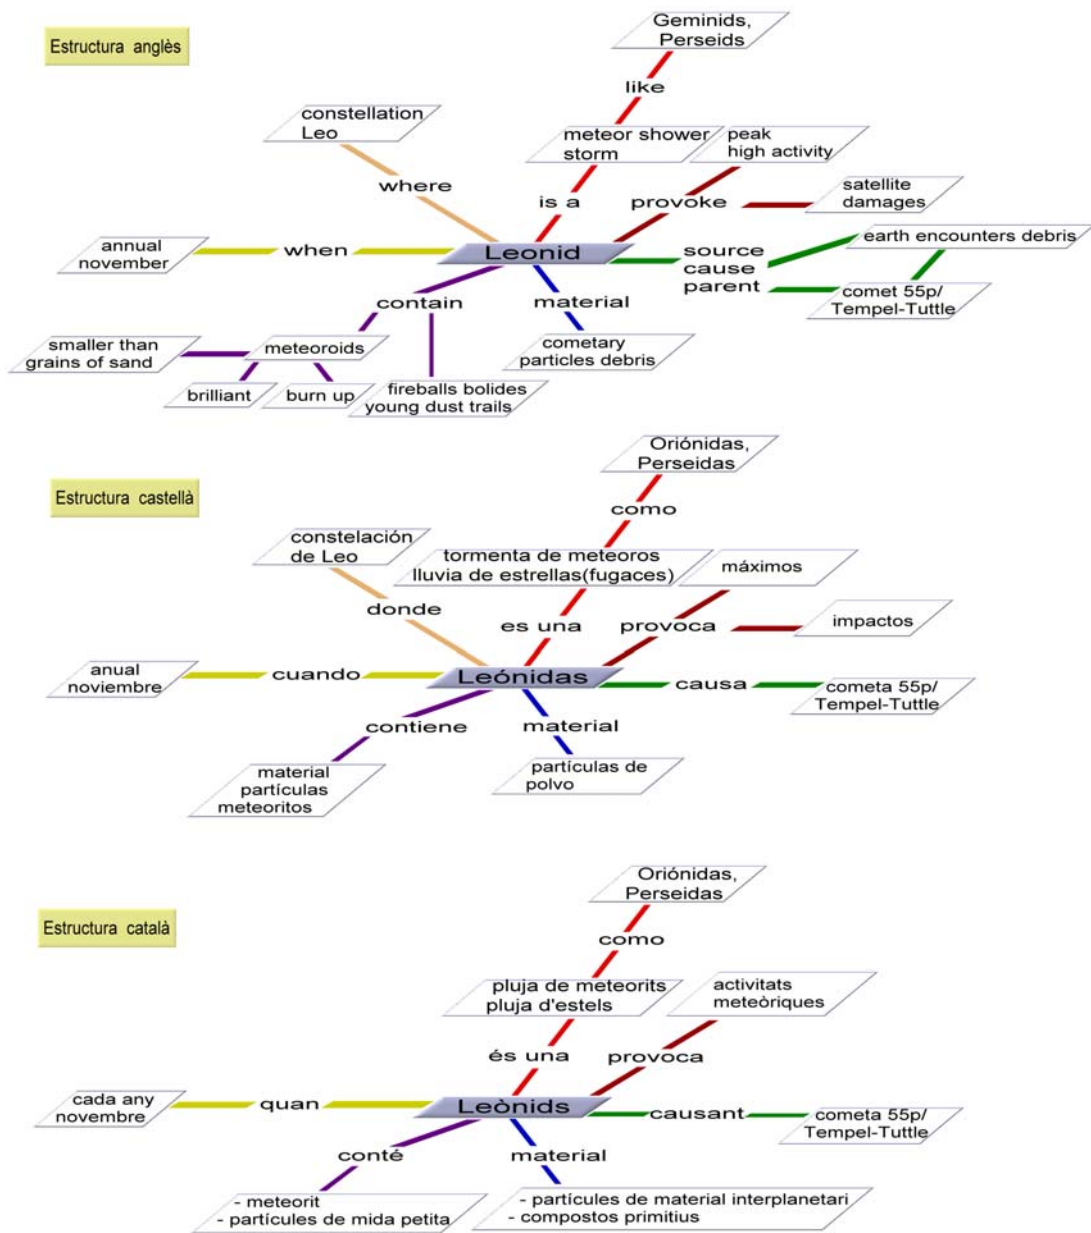 Estructura anglès
Geminids,
Perseids
like
constellation
Leo
meteor shower
storm
peak
high activity
where
is a
provoke
satellite
damages
annual
november
when
Leonid
source
cause
parent
earth encounters debris
contain
material
comet 55p/
Tempel-Tuttle
smaller than
grains of sand
meteoroids
cometary
particles debris
brilliant
burn up
fireballs bolides
young dust trails
Estructura castellà
Oriónidas,
Perseidas
como
constelación
de Leo
tormenta de meteoros
lluvia de estrellas(fugaces)
máximos
donde
es una
provoca
impactos
anual
noviembre
cuando
Leónidas
causa
cometa 55p/
Tempel-Tuttle
contiene
material
material
partículas
meteoritos
partículas de
polvo
Estructura català
Oriónidas,
Perseidas
como
pluja de meteorits
pluja d'estels
activitats
meteòriques
és una
provoca
cada any
novembre
quan
Leònids
causant
cometa 55p/
Tempel-Tuttle
conté
material
- meteorit
- partícules de mida petita
- partícules de material interplanetari
- compostos primitius